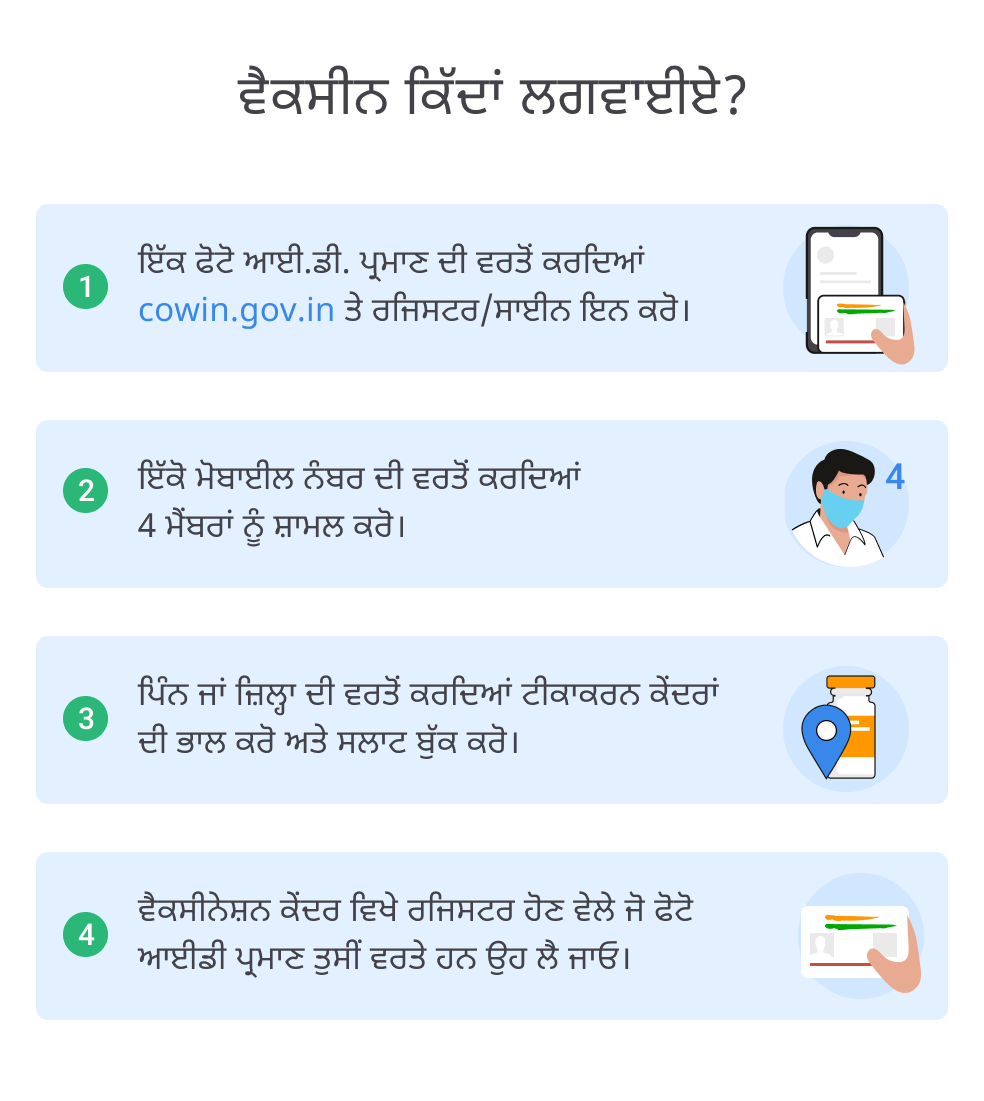 ਵੈਕਸੀਨ ਕਿੱਦਾਂ ਲਗਵਾਈਏ?
1
ਇੱਕ ਫੋਟੋ ਆਈ.ਡੀ. ਪ੍ਰਮਾਣ ਦੀ ਵਰਤੋਂ ਕਰਦਿਆਂ
cowin.gov.in ਤੇ ਰਜਿਸਟਰ/ਸਾਈਨ ਇਨ ਕਰੋ।
2
ਇੱਕੋ ਮੋਬਾਈਲ ਨੰਬਰ ਦੀ ਵਰਤੋਂ ਕਰਦਿਆਂ
4 ਮੈਂਬਰਾਂ ਨੂੰ ਸ਼ਾਮਲ ਕਰੋ।
4
3
ਪਿੰਨ ਜਾਂ ਜ਼ਿਲ੍ਹਾ ਦੀ ਵਰਤੋਂ ਕਰਦਿਆਂ ਟੀਕਾਕਰਨ ਕੇਂਦਰਾਂ
ਦੀ ਭਾਲ ਕਰੋ ਅਤੇ ਸਲਾਟ ਬੁੱਕ ਕਰੋ।
4
ਵੈਕਸੀਨੇਸ਼ਨ ਕੇਂਦਰ ਵਿਖੇ ਰਜਿਸਟਰ ਹੋਣ ਵੇਲੇ ਜੋ ਫੋਟੋ
ਆਈਡੀ ਪ੍ਰਮਾਣ ਤੁਸੀਂ ਵਰਤੇ ਹਨ ਉਹ ਲੈ ਜਾਓ।